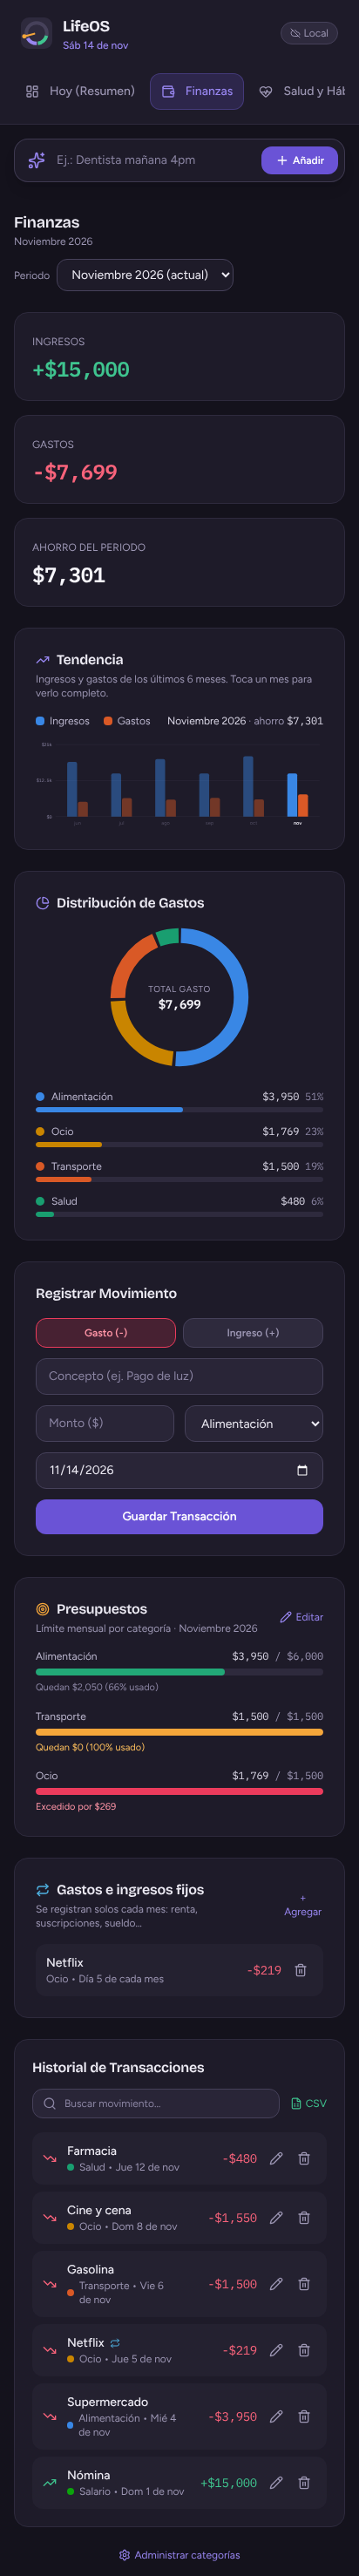 LifeOS
Sáb 14 de nov
Local
Hoy (Resumen)
Finanzas
Salud y Háb
Ej.: Dentista mañana 4pm
+ Añadir
Finanzas
Noviembre 2026
Periodo
Noviembre 2026 (actual)
INGRESOS
+$15,000
GASTOS
-$7,699
AHORRO DEL PERIODO
$7,301
Tendencia
Ingresos y gastos de los últimos 6 meses. Toca un mes para
verlo completo.
Ingresos
Gastos
Noviembre 2026 · ahorro $7,301
$0
jul
ago
sep
oct
nov
Distribución de Gastos
TOTAL GASTO
$7,699
Alimentación
$3,950 51%
Ocio
$1,769 23%
Transporte
$1,500 19%
Salud
$480 6%
Registrar Movimiento
Gasto (-)
Ingreso (+)
Concepto (ej. Pago de luz)
Monto ($)
Alimentación
11/14/2026
Guardar Transacción
Presupuestos
Editar
Límite mensual por categoría · Noviembre 2026
Alimentación
$3,950 / $6,000
Quedan $2,050 (66% usado)
Transporte
$1,500 / $1,500
Quedan $0 (100% usado)
Ocio
$1,769 / $1,500
Excedido por $269
Gastos e ingresos fijos
Se registran solos cada mes: renta,
suscripciones, sueldo...
+
Agregar
Netflix
Ocio • Día 5 de cada mes
-$219
Historial de Transacciones
Buscar movimiento...
CSV
Farmacia
Salud • Jue 12 de nov
-$480
Cine y cena
Ocio • Dom 8 de nov
-$1,550
Gasolina
Transporte • Vie 6
de nov
-$1,500
Netflix
Ocio • Jue 5 de nov
-$219
Supermercado
Alimentación • Mié 4
de nov
-$3,950
Nómina
Salario • Dom 1 de nov
+$15,000
Administrar categorías